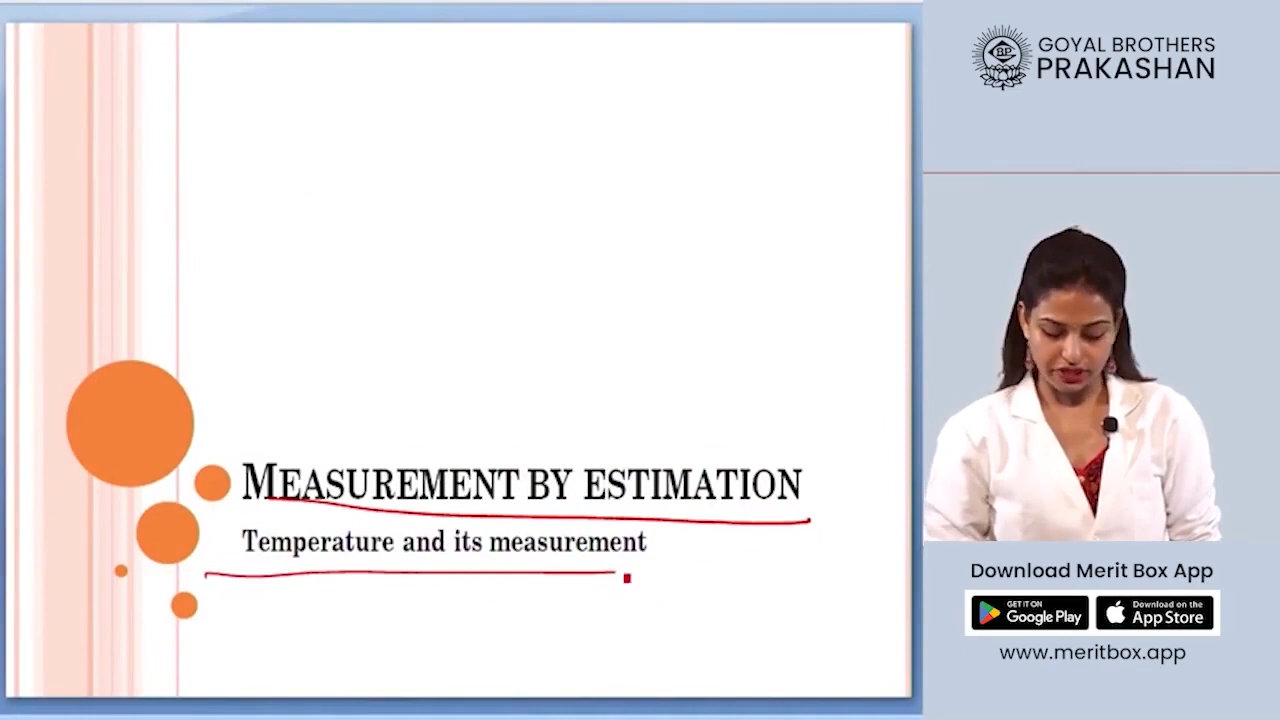 MEASUREMENT BY ESTIMATION
Temperature and its measurement
BP
GOYAL BROTHERS
PRAKASHAN
Download Merit Box App
GET IT ON
Google Play
Download on the
App Store
www.meritbox.app